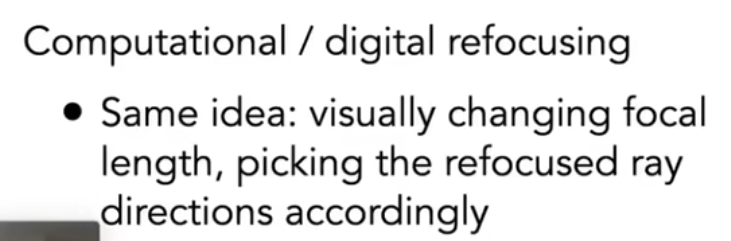 Computational / digital refocusing
• Same idea: visually changing focal
length, picking the refocused ray
directions accordingly